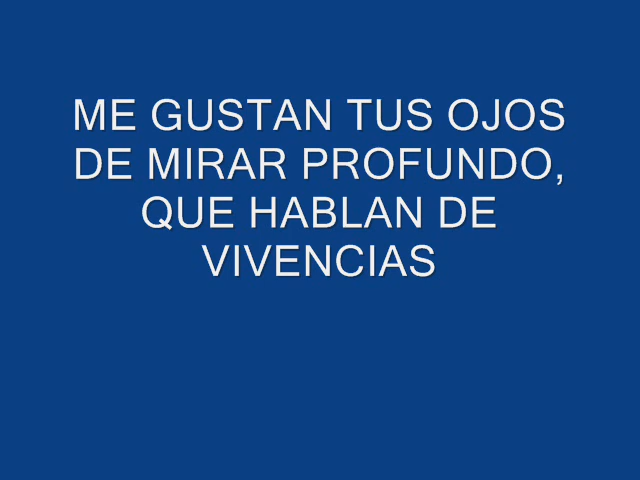 ME GUSTAN TUS OJOS
DE MIRAR PROFUNDO,
QUE HABLAN DE
VIVENCIAS